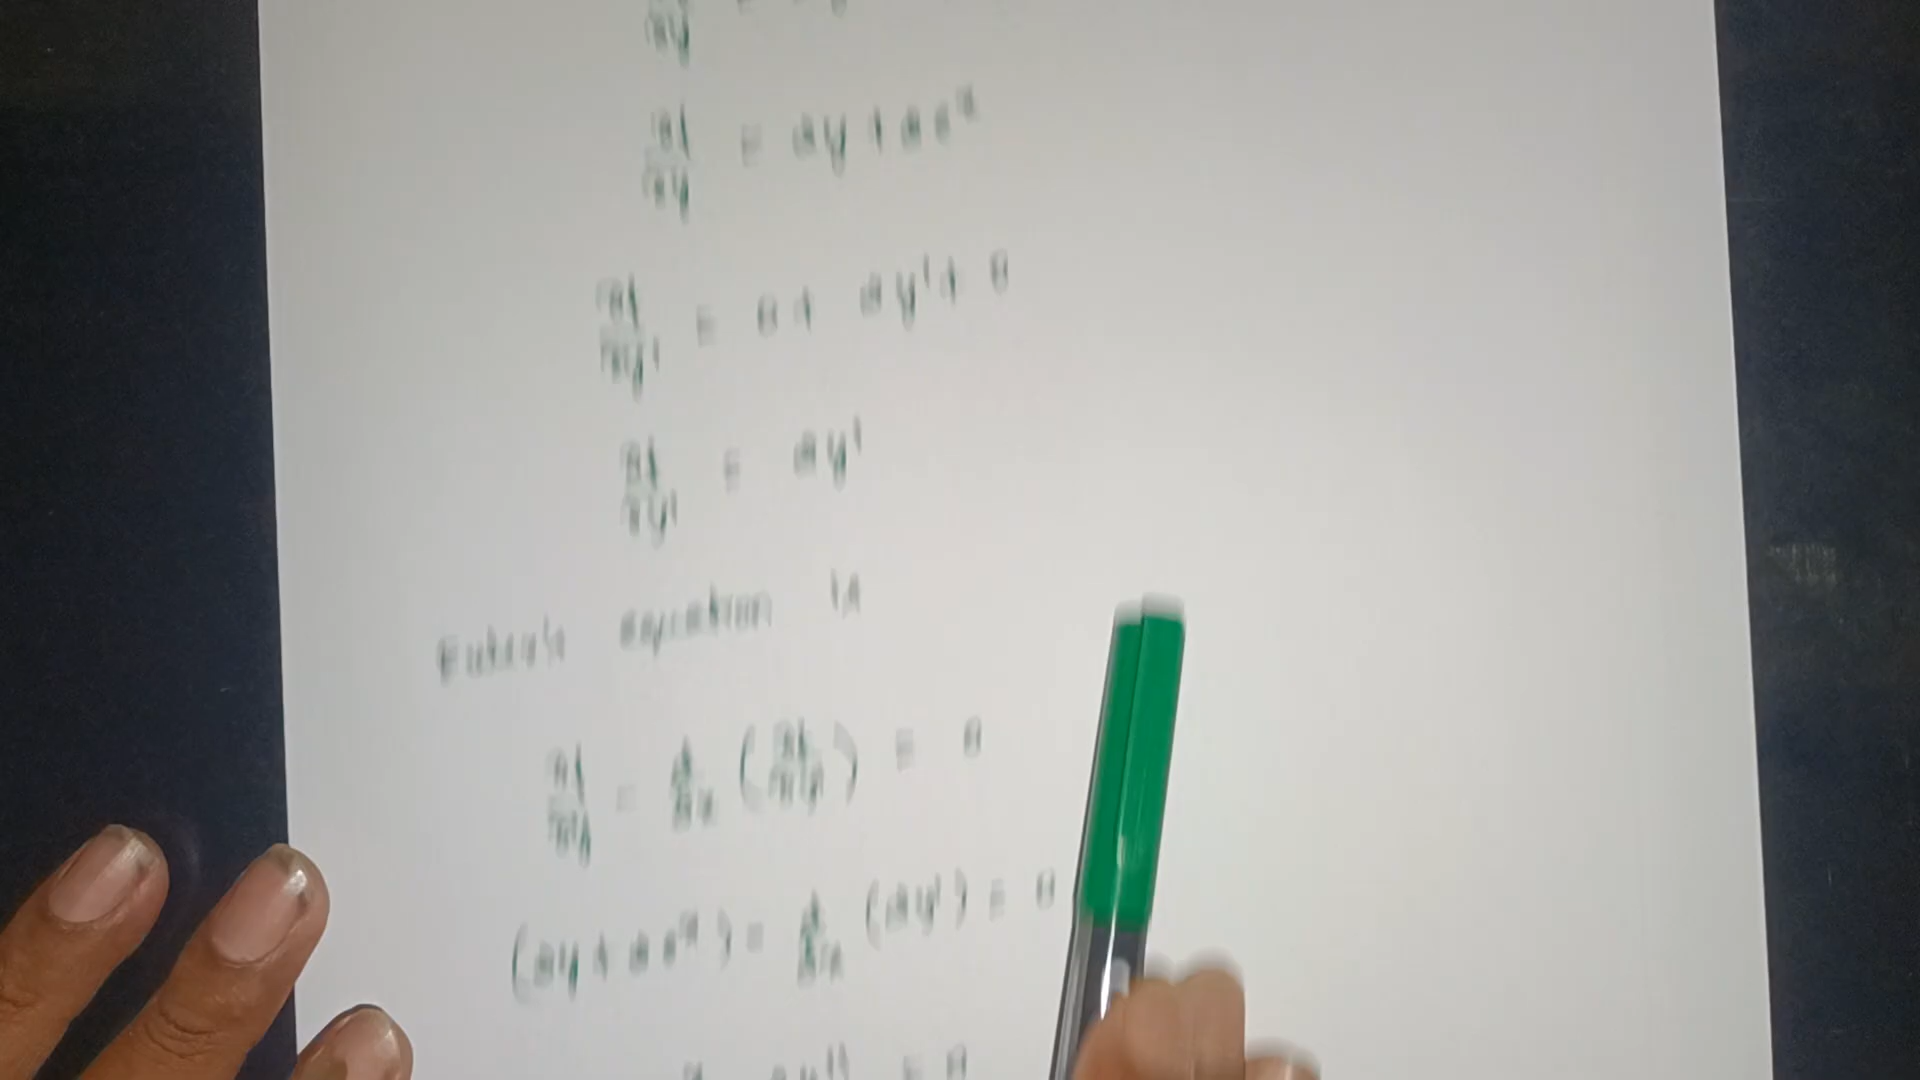 ∂f/∂y = 2y + 2e^x
∂f/∂y' = 0 + 2y' + 0
∂f/∂y' = 2y'
Euler's equation is
∂f/∂y - d/dx (∂f/∂y') = 0
(2y + 2e^x) - d/dx (2y') = 0